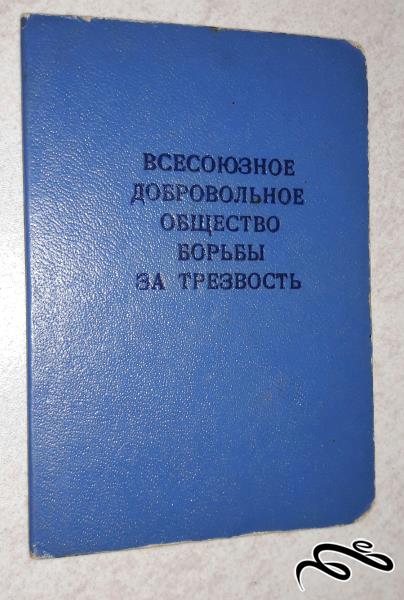 ВСЕСОЮЗНОЕ
ДОБРОВОЛЬНОЕ
ОБЩЕСТВО
БОРЬБЫ
ЗА ТРЕЗВОСТЬ